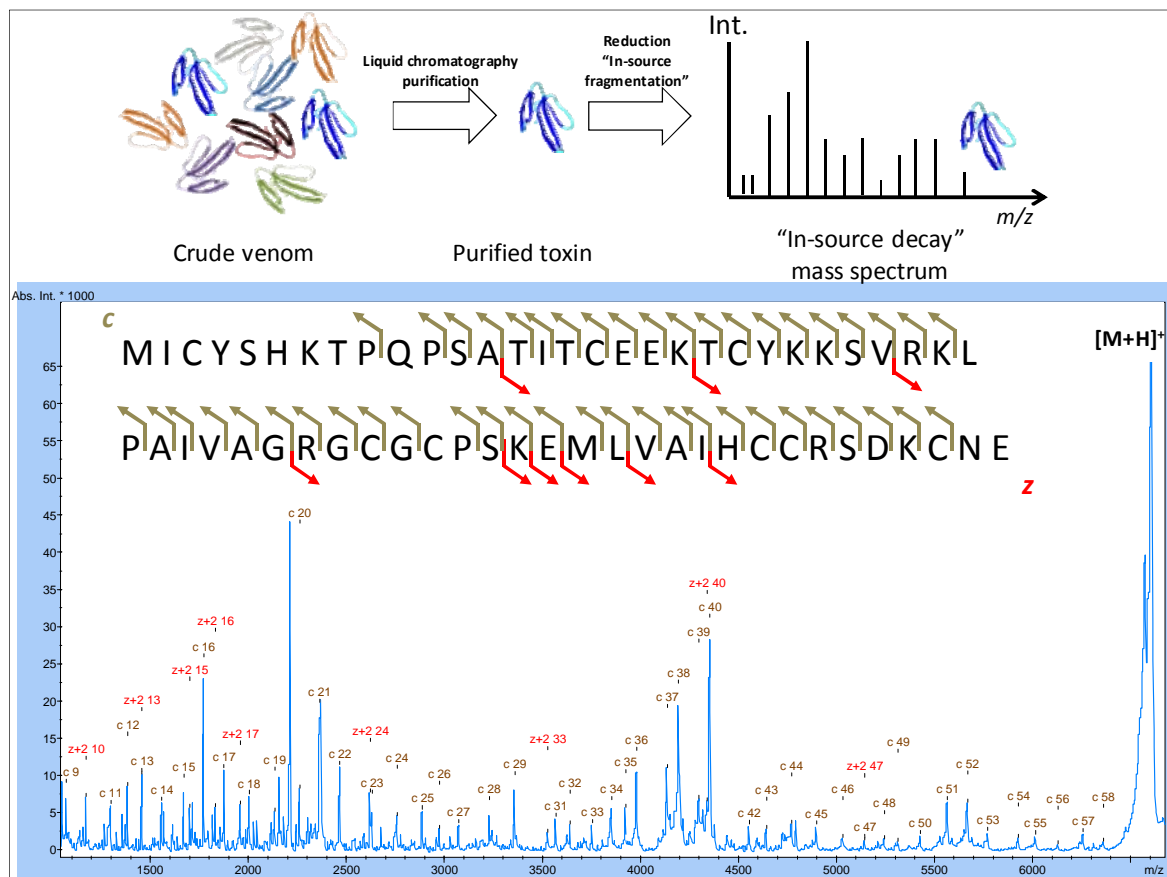 Int.
Reduction
“In-source
fragmentation”
Liquid chromatography
purification
m/z
Crude venom
Purified toxin
“In-source decay”
mass spectrum
Abs. Int. * 1000
c
MICYSHKTPQPSATITCEEKTCYKKSVRKL
[M+H]+
PAIVAGRGCGCPSKEMLVAIHCCRSDKCNE
z
65
60
55
50
45
40
35
30
25
20
15
10
5
0
c 9
z+2 10
c 11
c 12
z+2 13
c 13
c 14
c 15
z+2 15
c 16
z+2 16
c 17
z+2 17
c 18
c 19
c 20
c 21
c 22
z+2 24
c 23
c 24
c 25
c 26
c 27
c 28
c 29
z+2 33
c 31
c 32
c 33
c 34
c 35
c 36
c 37
c 38
c 39
z+2 40
c 40
c 42
c 43
c 44
c 45
c 46
z+2 47
c 47
c 48
c 49
c 50
c 51
c 52
c 53
c 54
c 55
c 56
c 57
c 58
1500 2000 2500 3000 3500 4000 4500 5000 5500 6000 m/z